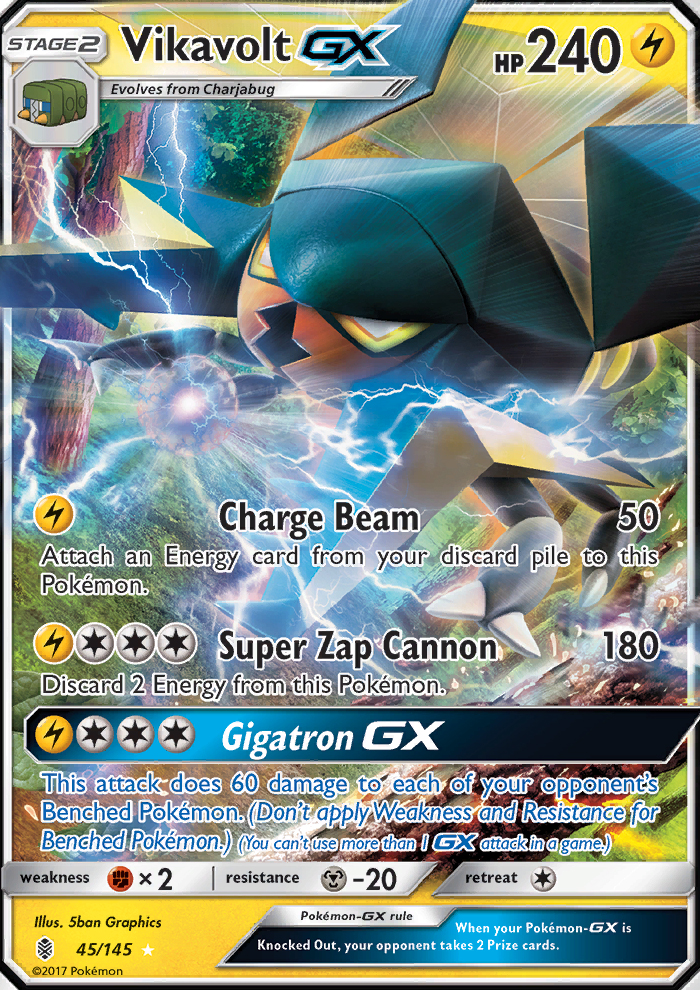 STAGE 2
Vikavolt GX
HP 240
Evolves from Charjabug
Charge Beam 50
Attach an Energy card from your discard pile to this
Pokémon.
Super Zap Cannon 180
Discard 2 Energy from this Pokémon.
Gigatron GX
This attack does 60 damage to each of your opponent's
Benched Pokémon. (Don't apply Weakness and Resistance for
Benched Pokémon.) (You can't use more than 1 GX attack in a game.)
weakness × 2 resistance –20 retreat
Illus. 5ban Graphics
45/145
©2017 Pokémon
Pokémon-GX rule
When your Pokémon-GX is
Knocked Out, your opponent takes 2 Prize cards.